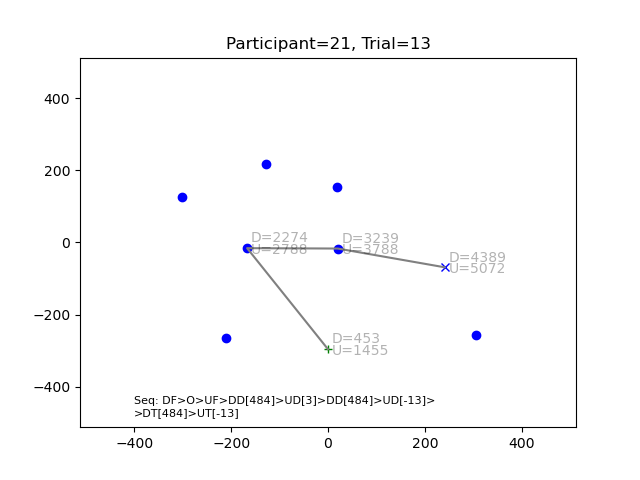 Participant=21, Trial=13
400
200
0
−200
−400
D=2274
U=2788
D=3239
U=3788
D=4389
U=5072
D=453
U=1455
Seq: DF>O>UF>DD[484]>UD[3]>DD[484]>UD[-13]>
>DT[484]>UT[-13]
−400
−200
0
200
400